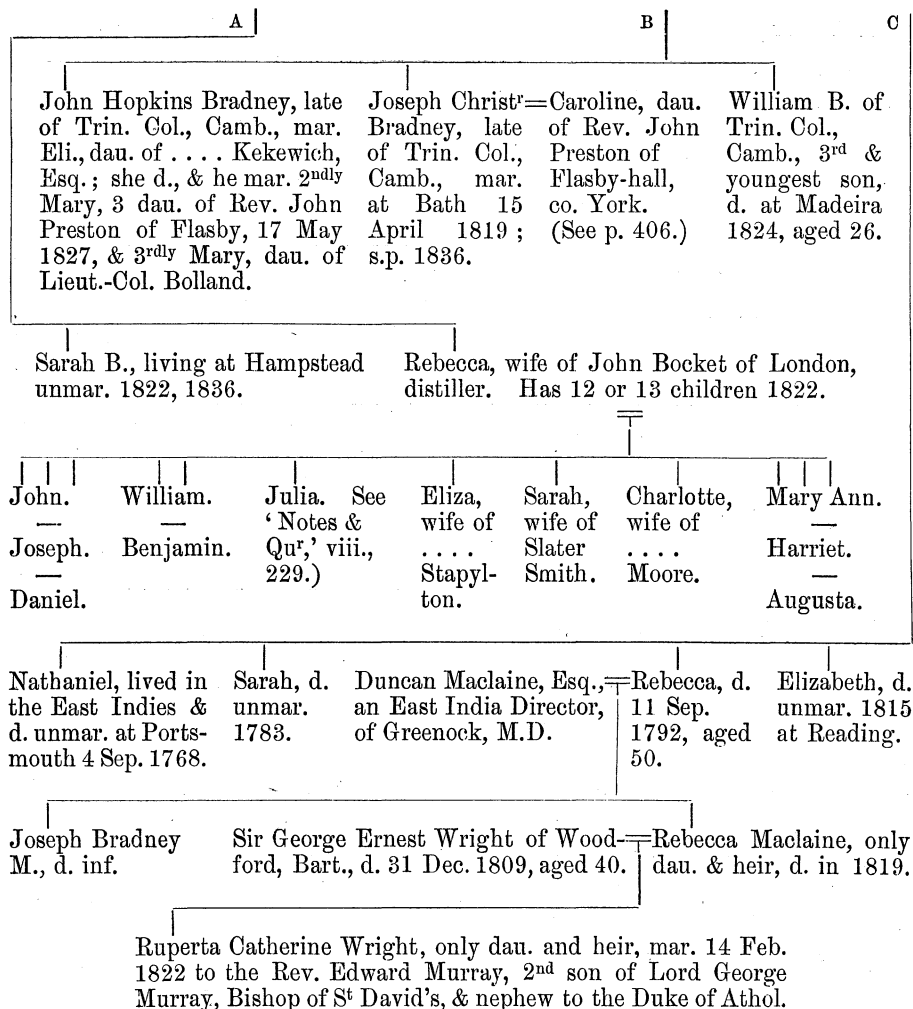 A B C
John Hopkins Bradney, late
of Trin. Col., Camb., mar.
Eli., dau. of . . . . Kekewich,
Esq.; she d., & he mar. 2ndly
Mary, 3 dau. of Rev. John
Preston of Flasby, 17 May
1827, & 3rdly Mary, dau. of
Lieut.-Col. Bolland.
Joseph Christr=
Bradney, late
of Trin. Col.,
Camb., mar.
at Bath 15
April 1819;
s.p. 1836.
Caroline, dau.
of Rev. John
Preston of
Flasby-hall,
co. York.
(See p. 406.)
William B. of
Trin. Col.,
Camb., 3rd &
youngest son,
d. at Madeira
1824, aged 26.
Sarah B., living at Hampstead
unmar. 1822, 1836.
Rebecca, wife of John Bocket of London,
distiller. Has 12 or 13 children 1822.
John.
—
Joseph.
—
Daniel.
William.
—
Benjamin.
Julia. See
‘Notes &
Qur,’ viii.,
229.)
Eliza,
wife of
. . . .
Stapyl-
ton.
Sarah,
wife of
Slater
Smith.
Charlotte,
wife of
. . . .
Moore.
Mary Ann.
—
Harriet.
—
Augusta.
Nathaniel, lived in
the East Indies &
d. unmar. at Ports-
mouth 4 Sep. 1768.
Sarah, d.
unmar.
1783.
Duncan Maclaine, Esq.,=
an East India Director,
of Greenock, M.D.
Rebecca, d.
11 Sep.
1792, aged
50.
Elizabeth, d.
unmar. 1815
at Reading.
Joseph Bradney
M., d. inf.
Sir George Ernest Wright of Wood-=
ford, Bart., d. 31 Dec. 1809, aged 40.
Rebecca Maclaine, only
dau. & heir, d. in 1819.
Ruperta Catherine Wright, only dau. and heir, mar. 14 Feb.
1822 to the Rev. Edward Murray, 2nd son of Lord George
Murray, Bishop of St David's, & nephew to the Duke of Athol.